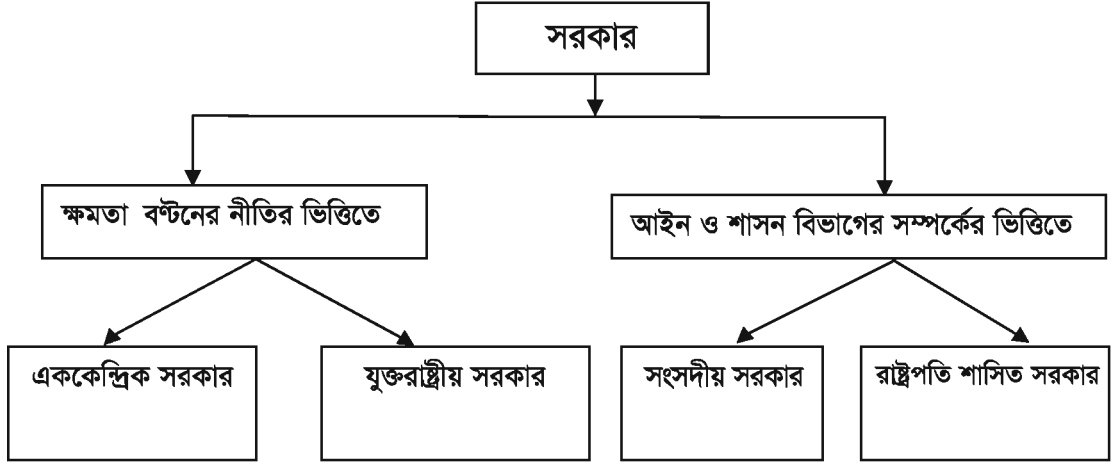 সরকার
ক্ষমতা বণ্টনের নীতির ভিত্তিতে
আইন ও শাসন বিভাগের সম্পর্কের ভিত্তিতে
এককেন্দ্রিক সরকার
যুক্তরাষ্ট্রীয় সরকার
সংসদীয় সরকার
রাষ্ট্রপতি শাসিত সরকার